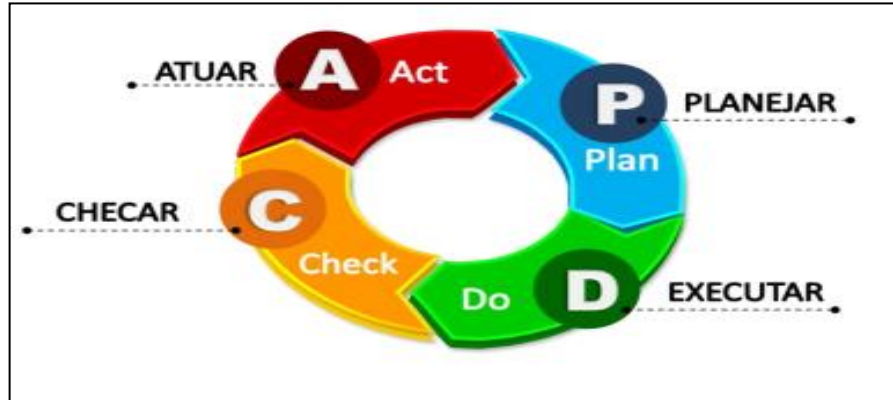 ATUAR
A
Act
P
PLANEJAR
Plan
CHECAR
C
Check
Do
D
EXECUTAR